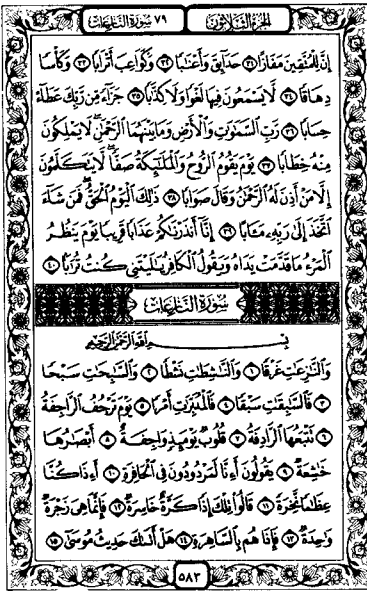 الجزء الثلاثون ٧٩ سورة النازعات
إِنَّ لِلْمُتَّقِينَ مَفَازًا ٣١ حَدَآئِقَ وَأَعْنَٰبًا ٣٢ وَكَوَاعِبَ أَتْرَابًا ٣٣ وَكَأْسًا
دِهَاقًا ٣٤ لَّا يَسْمَعُونَ فِيهَا لَغْوًا وَلَا كِذَّٰبًا ٣٥ جَزَآءً مِّن رَّبِّكَ عَطَآءً
حِسَابًا ٣٦ رَّبِّ ٱلسَّمَٰوَٰتِ وَٱلْأَرْضِ وَمَا بَيْنَهُمَا ٱلرَّحْمَٰنِ لَا يَمْلِكُونَ
مِنْهُ خِطَابًا ٣٧ يَوْمَ يَقُومُ ٱلرُّوحُ وَٱلْمَلَٰٓئِكَةُ صَفًّا لَّا يَتَكَلَّمُونَ
إِلَّا مَنْ أَذِنَ لَهُ ٱلرَّحْمَٰنُ وَقَالَ صَوَابًا ٣٨ ذَٰلِكَ ٱلْيَوْمُ ٱلْحَقُّ فَمَن شَآءَ
ٱتَّخَذَ إِلَىٰ رَبِّهِۦ مَـَٔابًا ٣٩ إِنَّآ أَنذَرْنَٰكُمْ عَذَابًا قَرِيبًا يَوْمَ يَنظُرُ
ٱلْمَرْءُ مَا قَدَّمَتْ يَدَاهُ وَيَقُولُ ٱلْكَافِرُ يَٰلَيْتَنِى كُنتُ تُرَٰبًۢا ٤٠
سورة النازعات
بِسْمِ ٱللَّهِ ٱلرَّحْمَٰنِ ٱلرَّحِيمِ
وَٱلنَّٰزِعَٰتِ غَرْقًا ١ وَٱلنَّٰشِطَٰتِ نَشْطًا ٢ وَٱلسَّٰبِحَٰتِ سَبْحًا
٣ فَٱلسَّٰبِقَٰتِ سَبْقًا ٤ فَٱلْمُدَبِّرَٰتِ أَمْرًا ٥ يَوْمَ تَرْجُفُ ٱلرَّاجِفَةُ
٦ تَتْبَعُهَا ٱلرَّادِفَةُ ٧ قُلُوبٌ يَوْمَئِذٍ وَاجِفَةٌ ٨ أَبْصَٰرُهَا
خَٰشِعَةٌ ٩ يَقُولُونَ أَءِنَّا لَمَرْدُودُونَ فِى ٱلْحَافِرَةِ ١٠ أَءِذَا كُنَّا
عِظَٰمًا نَّخِرَةً ١١ قَالُوا۟ تِلْكَ إِذًا كَرَّةٌ خَاسِرَةٌ ١٢ فَإِنَّمَا هِىَ زَجْرَةٌ
وَٰحِدَةٌ ١٣ فَإِذَا هُم بِٱلسَّاهِرَةِ ١٤ هَلْ أَتَىٰكَ حَدِيثُ مُوسَىٰٓ ١٥
٥٨٣